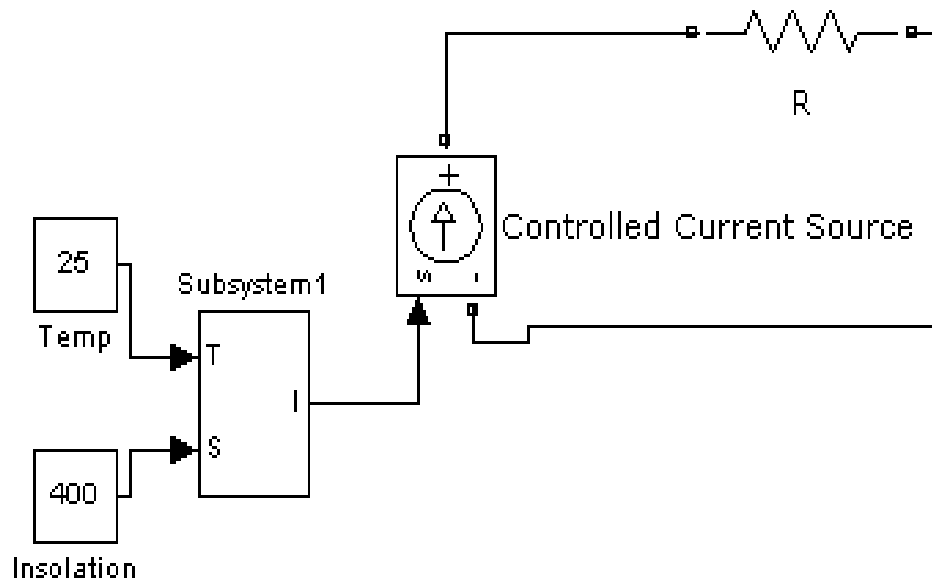 R
+
Controlled Current Source
s -
25
Temp
Subsystem1
T
I
S
400
Insolation